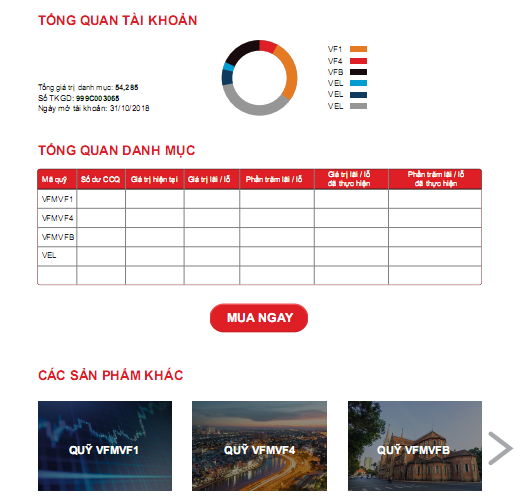 TỔNG QUAN TÀI KHOẢN
VF1
VF4
VFB
VEL
VEL
VEL
Tổng giá trị danh mục: 54,285
Số TKGD: 999C003065
Ngày mở tài khoản: 31/10/2018
TỔNG QUAN DANH MỤC
Mã quỹ Số dư CCQ Giá trị hiện tại Giá trị lãi / lỗ Phần trăm lãi / lỗ Giá trị lãi / lỗ đã thực hiện Phần trăm lãi / lỗ đã thực hiện
VFMVF1
VFMVF4
VFMVFB
VEL
MUA NGAY
CÁC SẢN PHẨM KHÁC
QUỸ VFMVF1 QUỸ VFMVF4 QUỸ VFMVFB